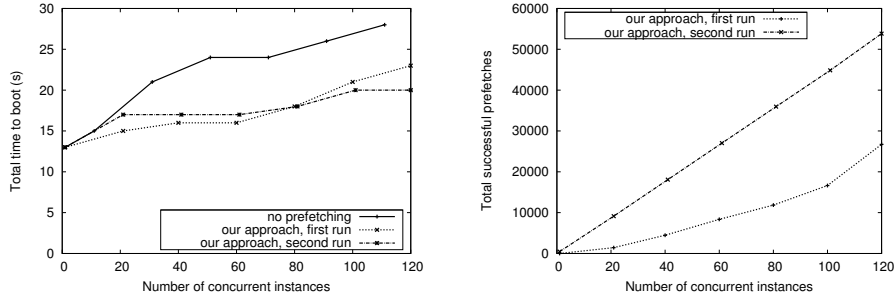 30
25
20
15
10
5
0
Total time to boot (s)
no prefetching
our approach, first run
our approach, second run
0 20 40 60 80 100 120
Number of concurrent instances
60000
50000
40000
30000
20000
10000
0
Total successful prefetches
our approach, first run
our approach, second run
0 20 40 60 80 100 120
Number of concurrent instances